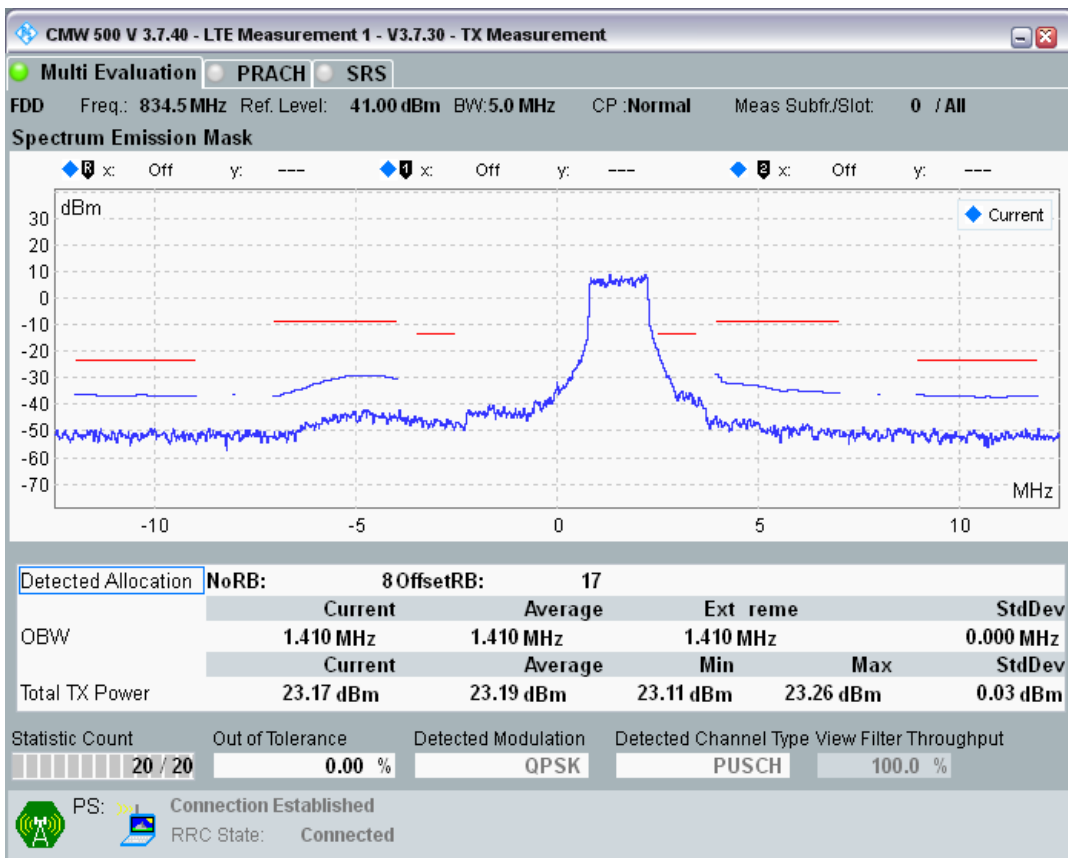 CMW 500 V 3.7.40 - LTE Measurement 1 - V3.7.30 - TX Measurement
Multi Evaluation PRACH SRS
FDD Freq.: 834.5 MHz Ref. Level: 41.00 dBm BW:5.0 MHz CP :Normal Meas Subfr./Slot: 0 / All
Spectrum Emission Mask
R x: Off y: --- 1 x: Off y: --- 2 x: Off y: ---
dBm
Current
30
20
10
0
-10
-20
-30
-40
-50
-60
-70
MHz
-10 -5 0 5 10
Detected Allocation NoRB: 8 OffsetRB: 17
Current Average Ext reme StdDev
OBW 1.410 MHz 1.410 MHz 1.410 MHz 0.000 MHz
Current Average Min Max StdDev
Total TX Power 23.17 dBm 23.19 dBm 23.11 dBm 23.26 dBm 0.03 dBm
Statistic Count Out of Tolerance Detected Modulation Detected Channel Type View Filter Throughput
20 / 20 0.00 % QPSK PUSCH 100.0 %
PS: Connection Established
RRC State: Connected